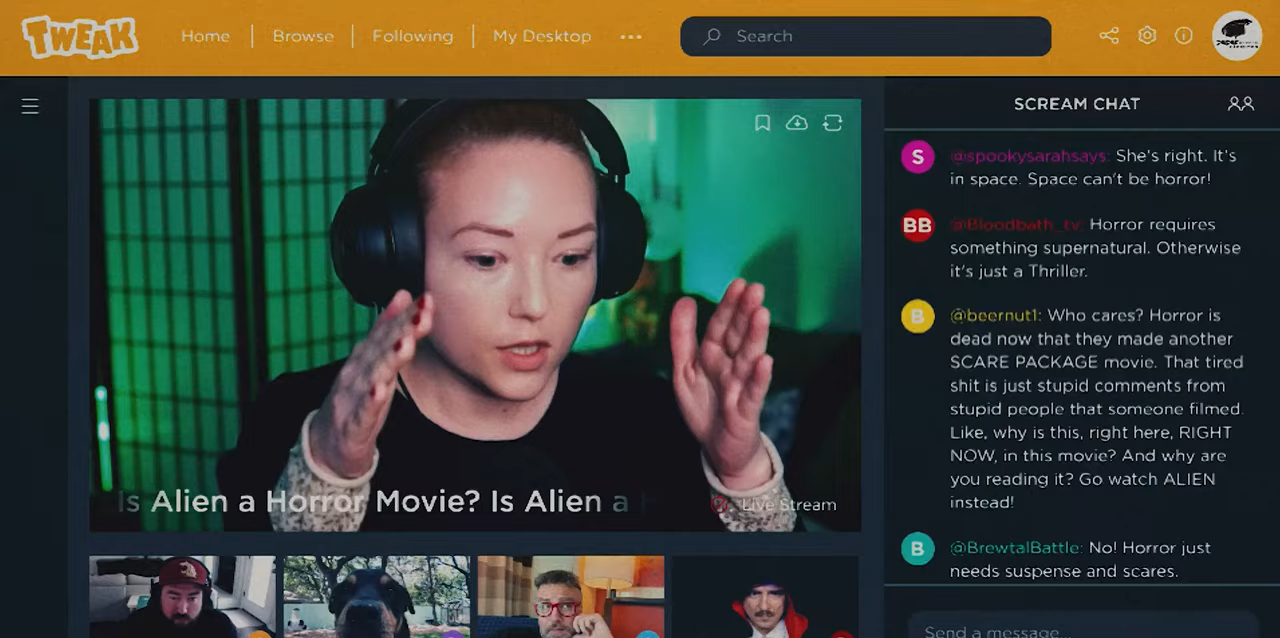 TWEAK
Home
Browse
Following
My Desktop
Search
SCREAM CHAT
S
@spookysarahsays: She's right. It's
in space. Space can't be horror!
BB
@Bloodbath_tv: Horror requires
something supernatural. Otherwise
it's just a Thriller.
B
@beernut1: Who cares? Horror is
dead now that they made another
SCARE PACKAGE movie. That tired
shit is just stupid comments from
stupid people that someone filmed.
Like, why is this, right here, RIGHT
NOW, in this movie? And why are
you reading it? Go watch ALIEN
instead!
B
@BrewtalBattle: No! Horror just
needs suspense and scares.
Is Alien a Horror Movie? Is Alien a
Live Stream
Send a message...